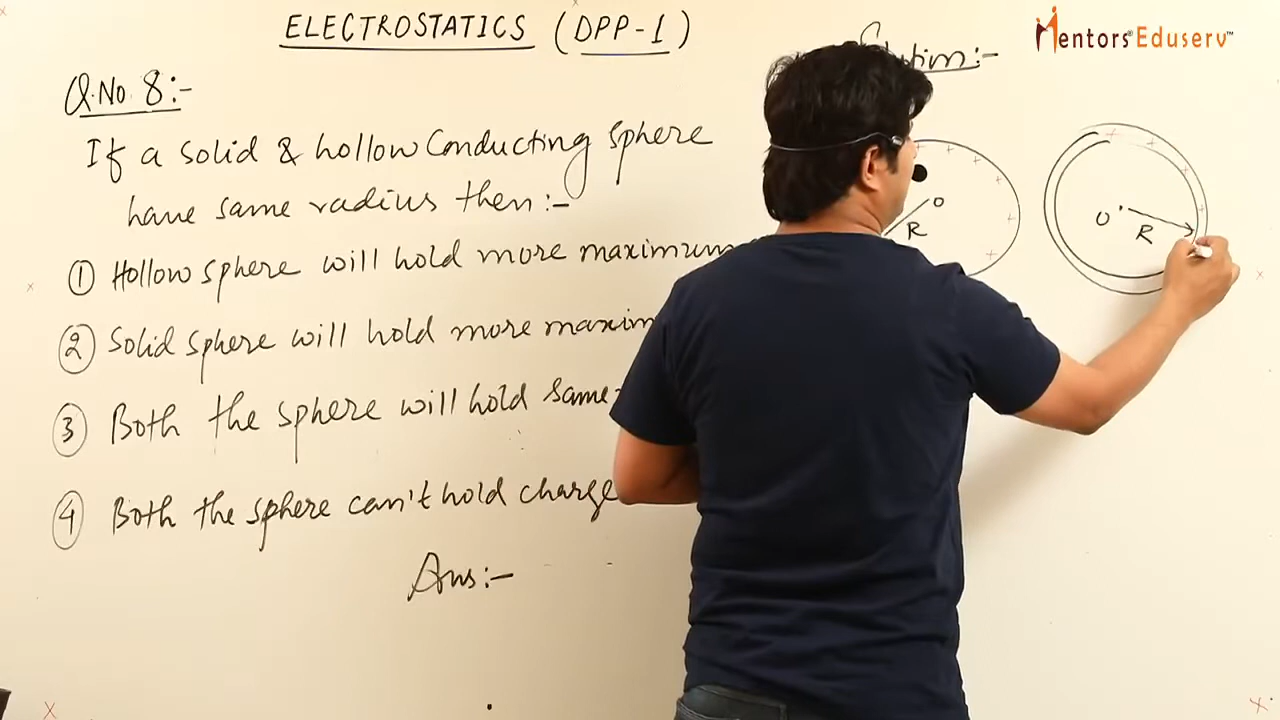 ELECTROSTATICS (DPP-1)
Mentors® Eduserv™
Q.No. 8:-
If a solid & hollow conducting sphere
have same radius then:-
① Hollow sphere will hold more maximum
② Solid sphere will hold more
③ Both the sphere will hold same
④ Both the sphere can't hold charge
Ans:-
O
R
O
R